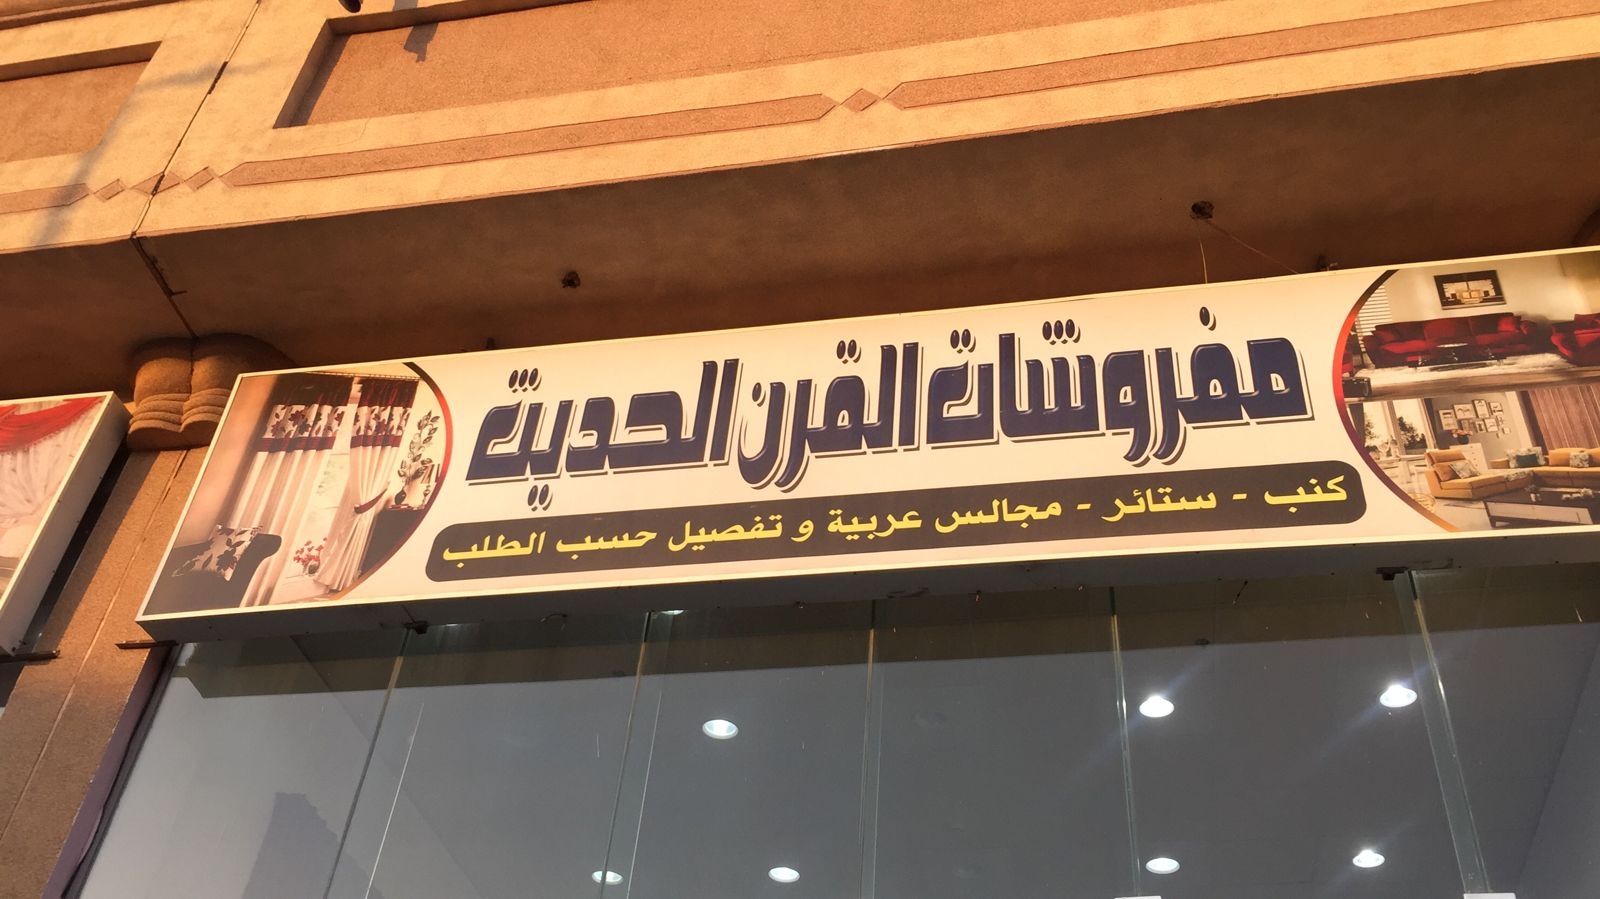 مفروشات القرن الحديث
كنب - ستائر - مجالس عربية و تفصيل حسب الطلب